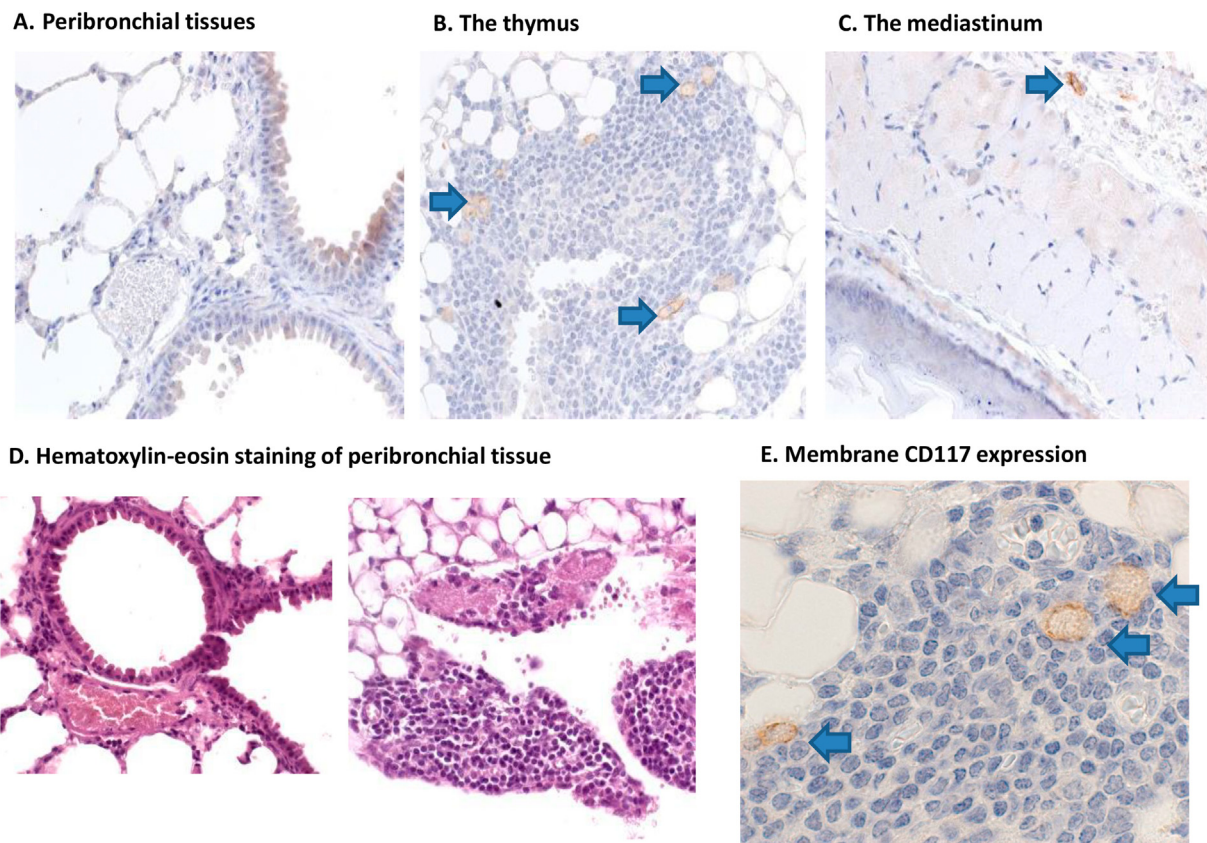 A. Peribronchial tissues
B. The thymus
C. The mediastinum
D. Hematoxylin-eosin staining of peribronchial tissue
E. Membrane CD117 expression